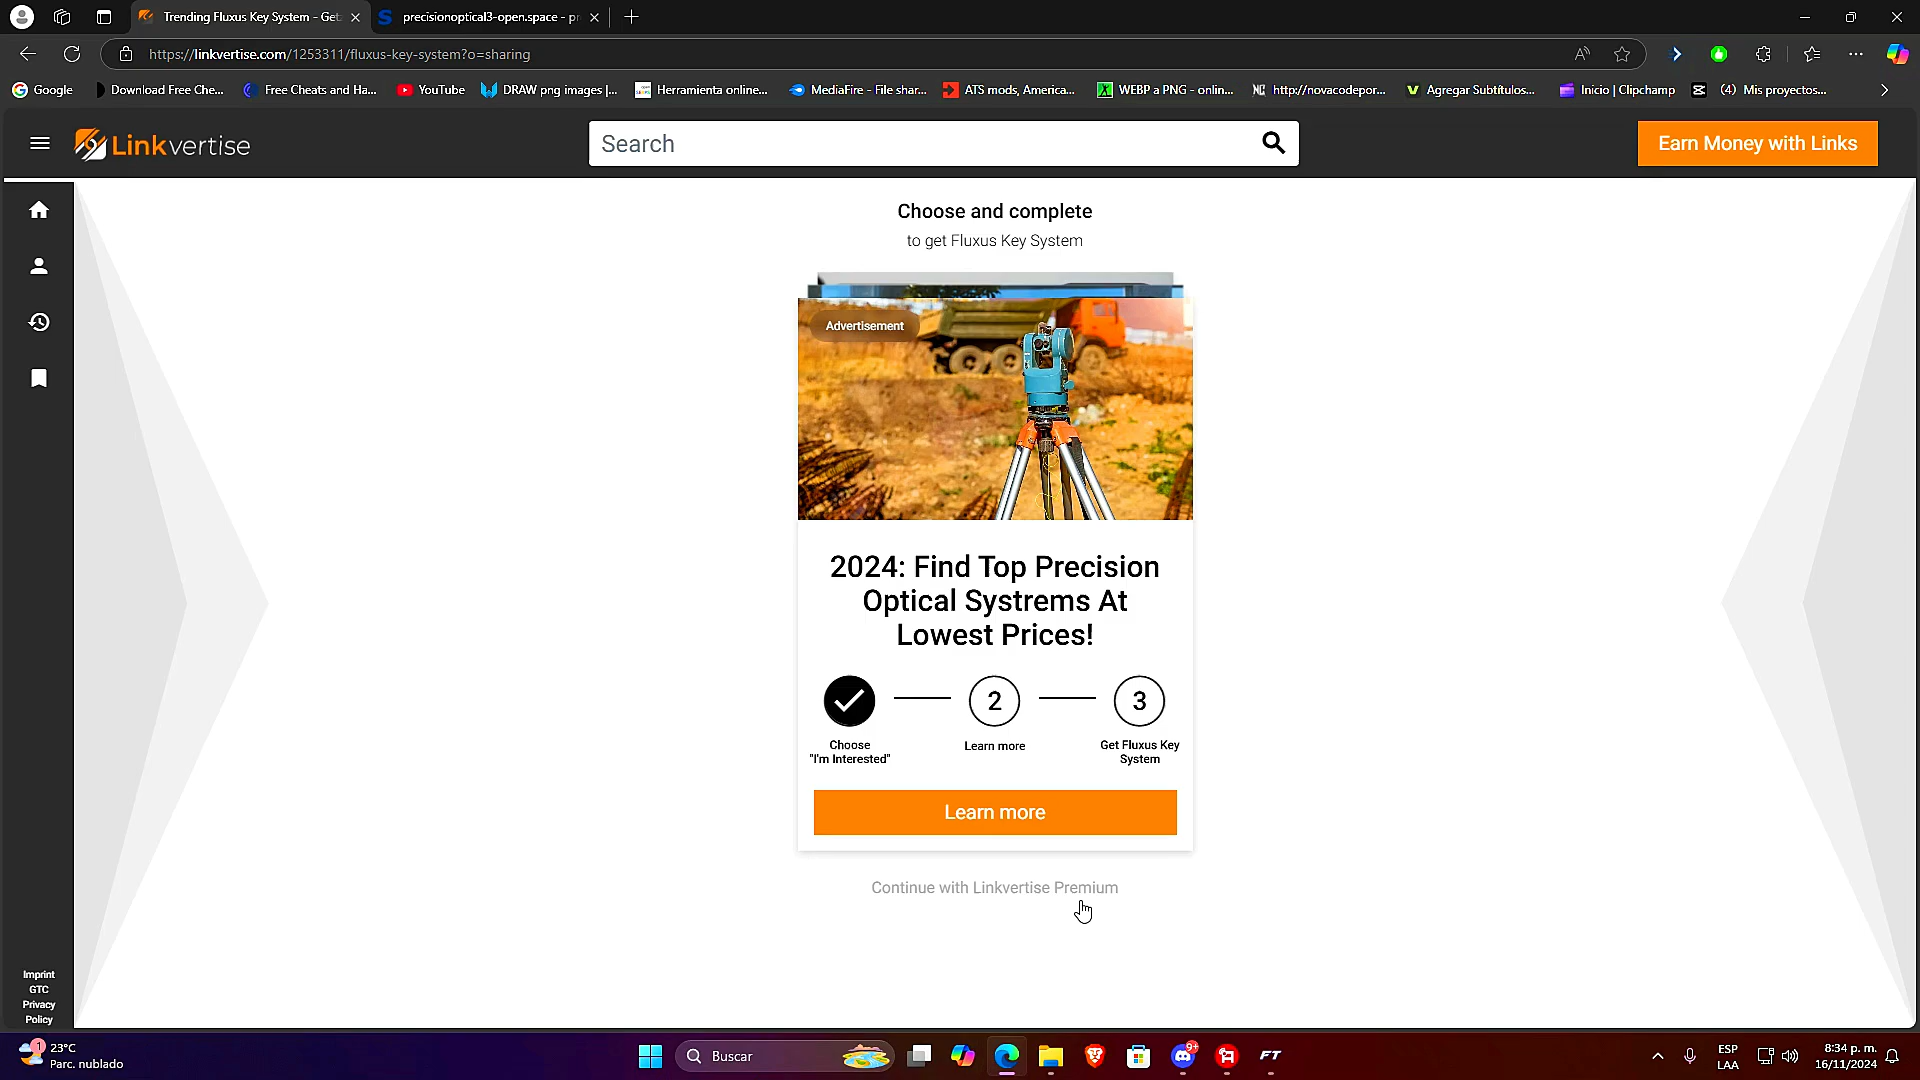 Trending Fluxus Key System - Get
precisionoptical3-open.space - pr
https://linkvertise.com/1253311/fluxus-key-system?o=sharing
Google
Download Free Che...
Free Cheats and Ha...
YouTube
DRAW png images |...
Herramienta online...
MediaFire - File shar...
ATS mods, America...
WEBP a PNG - onlin...
http://novacodepor...
Agregar Subtítulos...
Inicio | Clipchamp
(4) Mis proyectos...
Linkvertise
Search
Earn Money with Links
Choose and complete
to get Fluxus Key System
Advertisement
2024: Find Top Precision
Optical Systrems At
Lowest Prices!
2
3
Choose
"I'm Interested"
Learn more
Get Fluxus Key
System
Learn more
Continue with Linkvertise Premium
Imprint
GTC
Privacy
Policy
1
23°C
Parc. nublado
Buscar
9+
FT
ESP
LAA
8:34 p. m.
16/11/2024